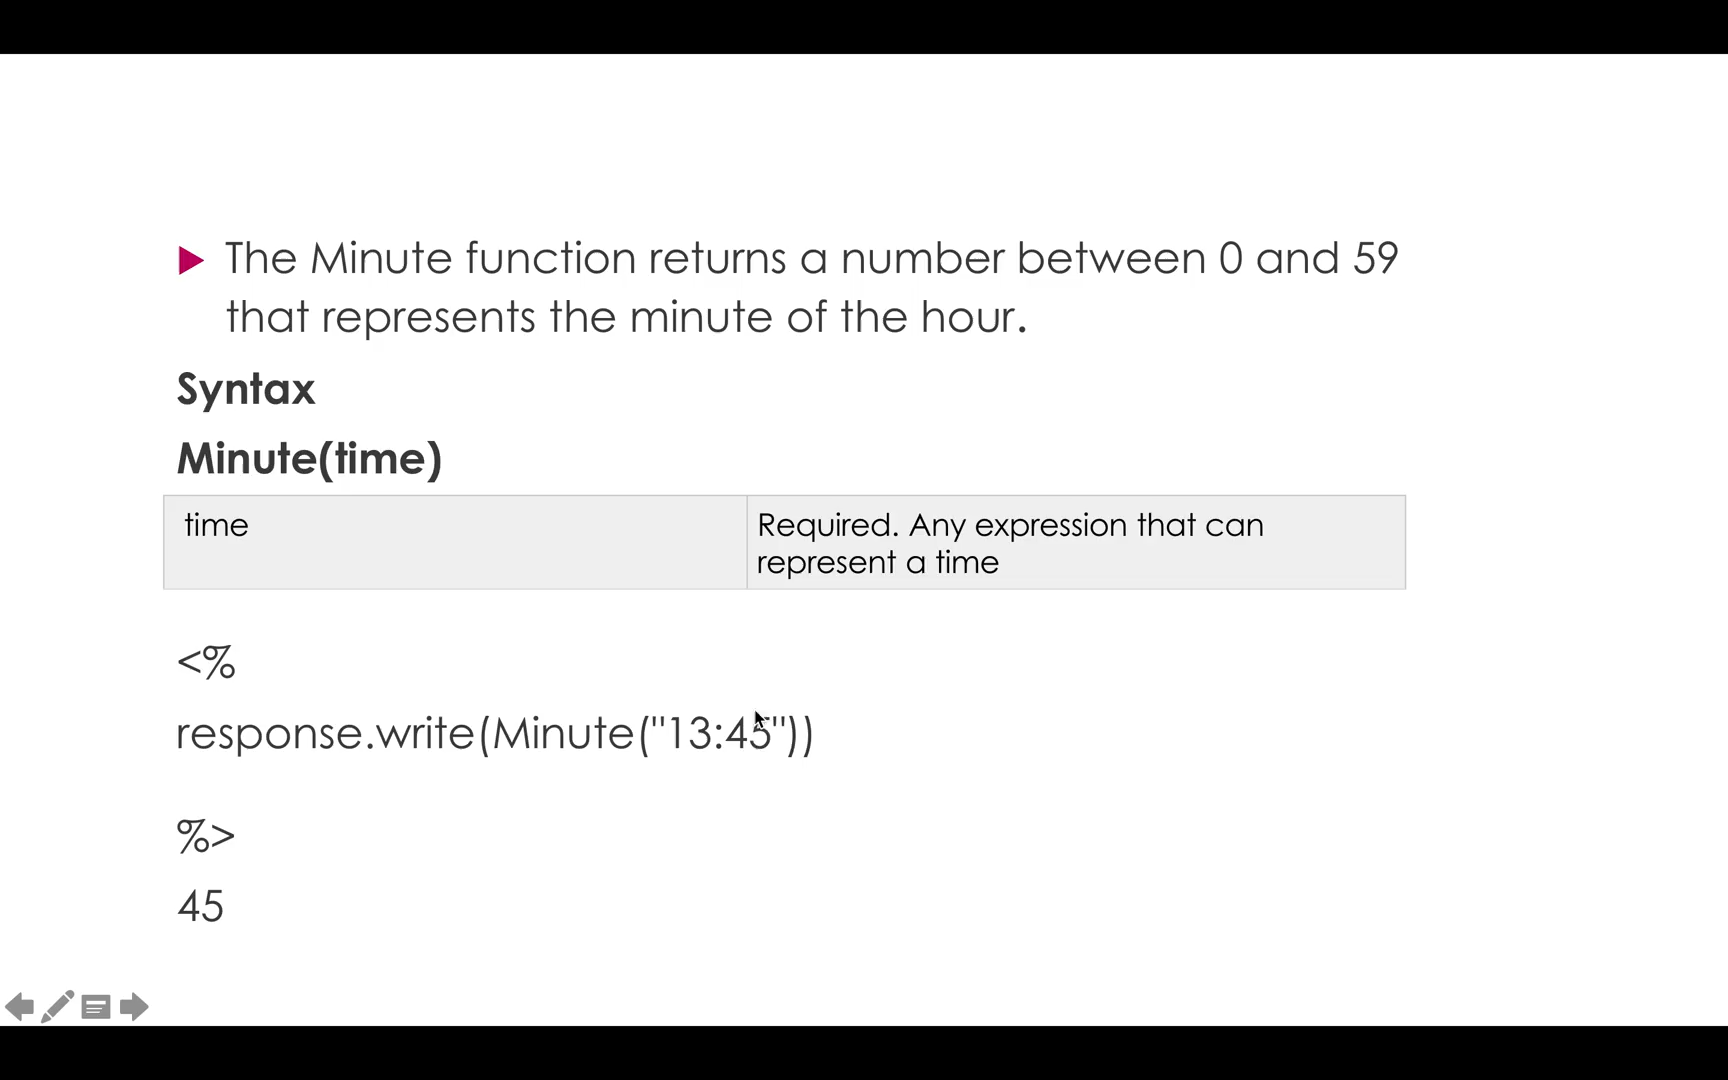 The Minute function returns a number between 0 and 59
that represents the minute of the hour.
Syntax
Minute(time)
time
Required. Any expression that can
represent a time
<%
response.write(Minute("13:45"))
%>
45